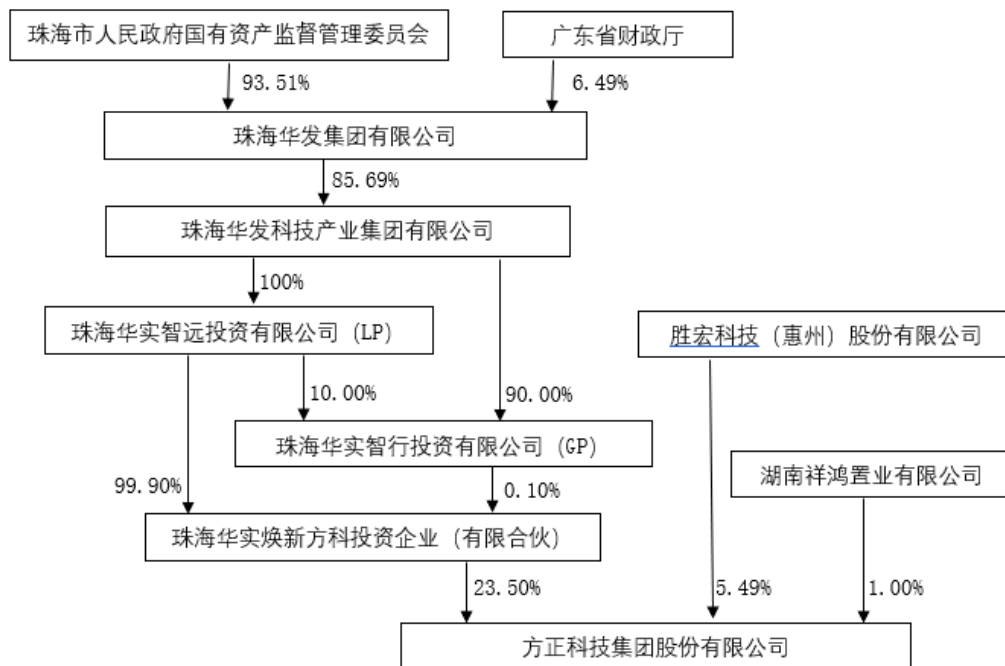 珠海市人民政府国有资产监督管理委员会
广东省财政厅
93.51%
6.49%
珠海华发集团有限公司
85.69%
珠海华发科技产业集团有限公司
100%
珠海华实智远投资有限公司（LP）
胜宏科技（惠州）股份有限公司
10.00%
90.00%
珠海华实智行投资有限公司（GP）
湖南祥鸿置业有限公司
99.90%
0.10%
珠海华实焕新方科投资企业（有限合伙）
23.50%
5.49%
1.00%
方正科技集团股份有限公司